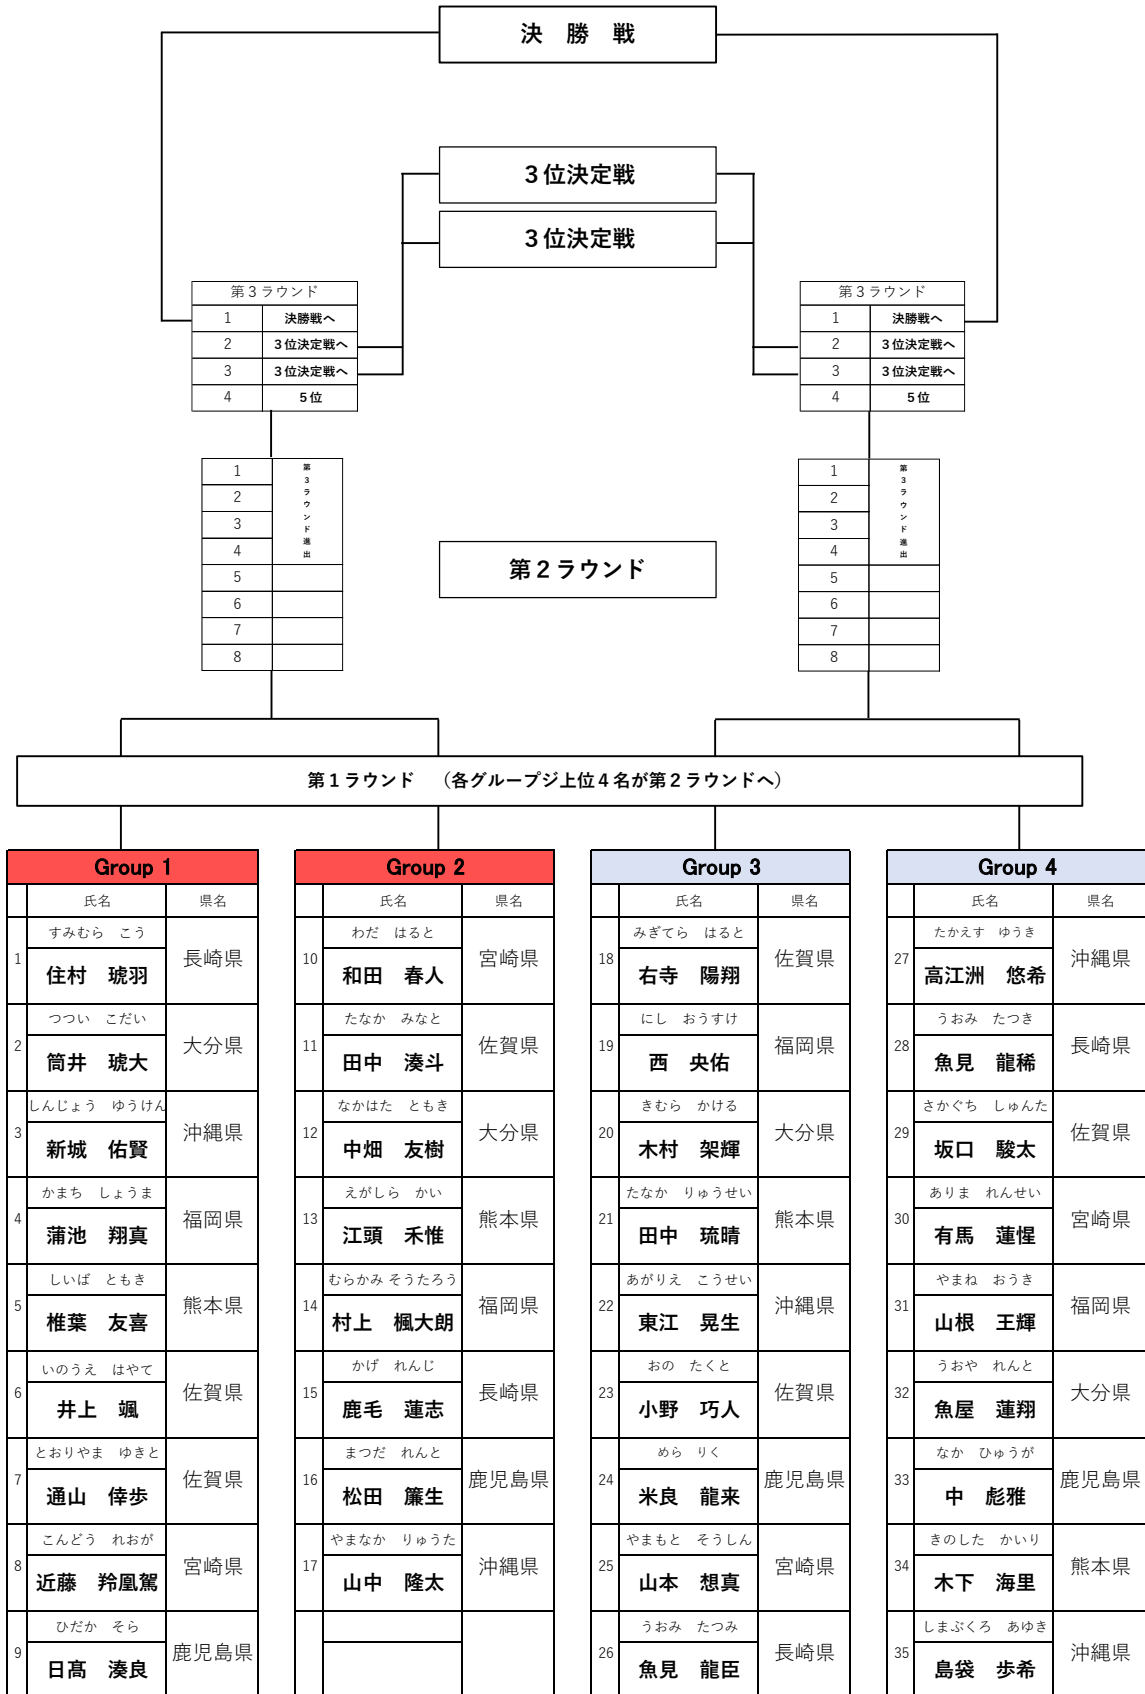 決　勝　戦
３位決定戦
３位決定戦
第３ラウンド
1 決勝戦へ
2 ３位決定戦へ
3 ３位決定戦へ
4 ５位
第３ラウンド
1 決勝戦へ
2 ３位決定戦へ
3 ３位決定戦へ
4 ５位
1
2
3
4
第３ラウンド進出
5
6
7
8
第２ラウンド
1
2
3
4
第３ラウンド進出
5
6
7
8
第１ラウンド　（各グループジ上位４名が第２ラウンドへ）
Group 1
氏名 県名
すみむら　こう
1 住村　琥羽 長崎県
つつい　こだい
2 筒井　琥大 大分県
しんじょう　ゆうけん
3 新城　佑賢 沖縄県
かまち　しょうま
4 蒲池　翔真 福岡県
しいば　ともき
5 椎葉　友喜 熊本県
いのうえ　はやて
6 井上　颯 佐賀県
とおりやま　ゆきと
7 通山　倖歩 佐賀県
こんどう　れおが
8 近藤　羚凰駕 宮崎県
ひだか　そら
9 日髙　湊良 鹿児島県
Group 2
氏名 県名
わだ　はると
10 和田　春人 宮崎県
たなか　みなと
11 田中　湊斗 佐賀県
なかはた　ともき
12 中畑　友樹 大分県
えがしら　かい
13 江頭　禾惟 熊本県
むらかみ そうたろう
14 村上　楓大朗 福岡県
かげ　れんじ
15 鹿毛　蓮志 長崎県
まつだ　れんと
16 松田　簾生 鹿児島県
やまなか　りゅうた
17 山中　隆太 沖縄県
Group 3
氏名 県名
みぎてら　はると
18 右寺　陽翔 佐賀県
にし　おうすけ
19 西　央佑 福岡県
きむら　かける
20 木村　架輝 大分県
たなか　りゅうせい
21 田中　琉晴 熊本県
あがりえ　こうせい
22 東江　晃生 沖縄県
おの　たくと
23 小野　巧人 佐賀県
めら　りく
24 米良　龍来 鹿児島県
やまもと　そうしん
25 山本　想真 宮崎県
うおみ　たつみ
26 魚見　龍臣 長崎県
Group 4
氏名 県名
たかえす　ゆうき
27 高江洲　悠希 沖縄県
うおみ　たつき
28 魚見　龍稀 長崎県
さかぐち　しゅんた
29 坂口　駿太 佐賀県
ありま　れんせい
30 有馬　蓮惺 宮崎県
やまね　おうき
31 山根　王輝 福岡県
うおや　れんと
32 魚屋　蓮翔 大分県
なか　ひゅうが
33 中　彪雅 鹿児島県
きのした　かいり
34 木下　海里 熊本県
しまぶくろ　あゆき
35 島袋　歩希 沖縄県